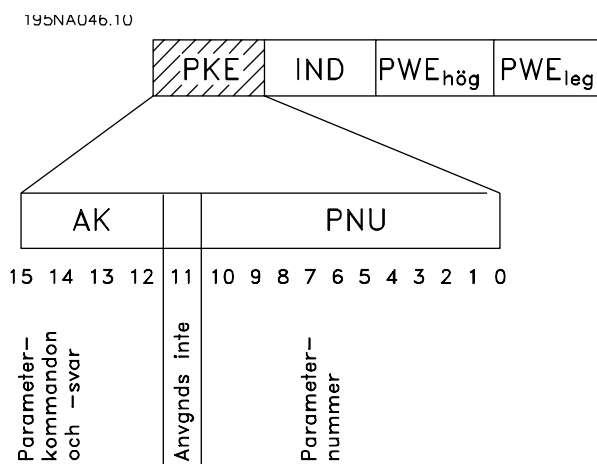 195NA046.10
PKE IND PWEhög PWEleg
AK PNU
15 14 13 12 11 10 9 8 7 6 5 4 3 2 1 0
Parameter-
kommandon
och -svar
Anvgnds inte
Parameter-
nummer